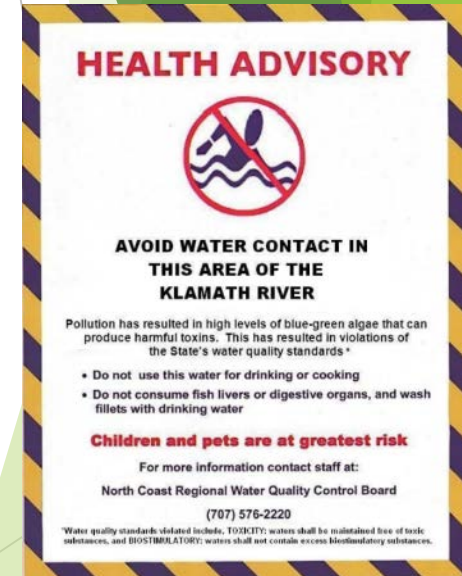 HEALTH ADVISORY
AVOID WATER CONTACT IN
THIS AREA OF THE
KLAMATH RIVER
Pollution has resulted in high levels of blue-green algae that can
produce harmful toxins. This has resulted in violations of
the State's water quality standards *
• Do not use this water for drinking or cooking
• Do not consume fish livers or digestive organs, and wash
fillets with drinking water
Children and pets are at greatest risk
For more information contact staff at:
North Coast Regional Water Quality Control Board
(707) 576-2220
*Water quality standards violated include, TOXICITY: waters shall be maintained free of toxic
substances, and BIOSTIMULATORY: waters shall not contain excess biostimulatory substances.